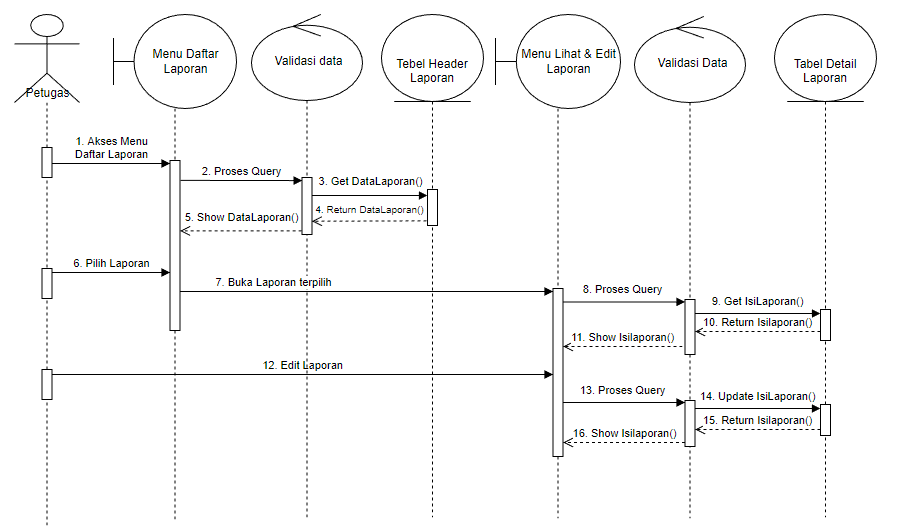 Petugas
Menu Daftar
Laporan
Validasi data
Tebel Header
Laporan
Menu Lihat & Edit
Laporan
Validasi Data
Tabel Detail
Laporan
1. Akses Menu
Daftar Laporan
2. Proses Query
3. Get DataLaporan()
4. Return DataLaporan()
5. Show DataLaporan()
6. Pilih Laporan
7. Buka Laporan terpilih
8. Proses Query
9. Get IsiLaporan()
10. Return Isilaporan()
11. Show Isilaporan()
12. Edit Laporan
13. Proses Query
14. Update IsiLaporan()
15. Return Isilaporan()
16. Show Isilaporan()